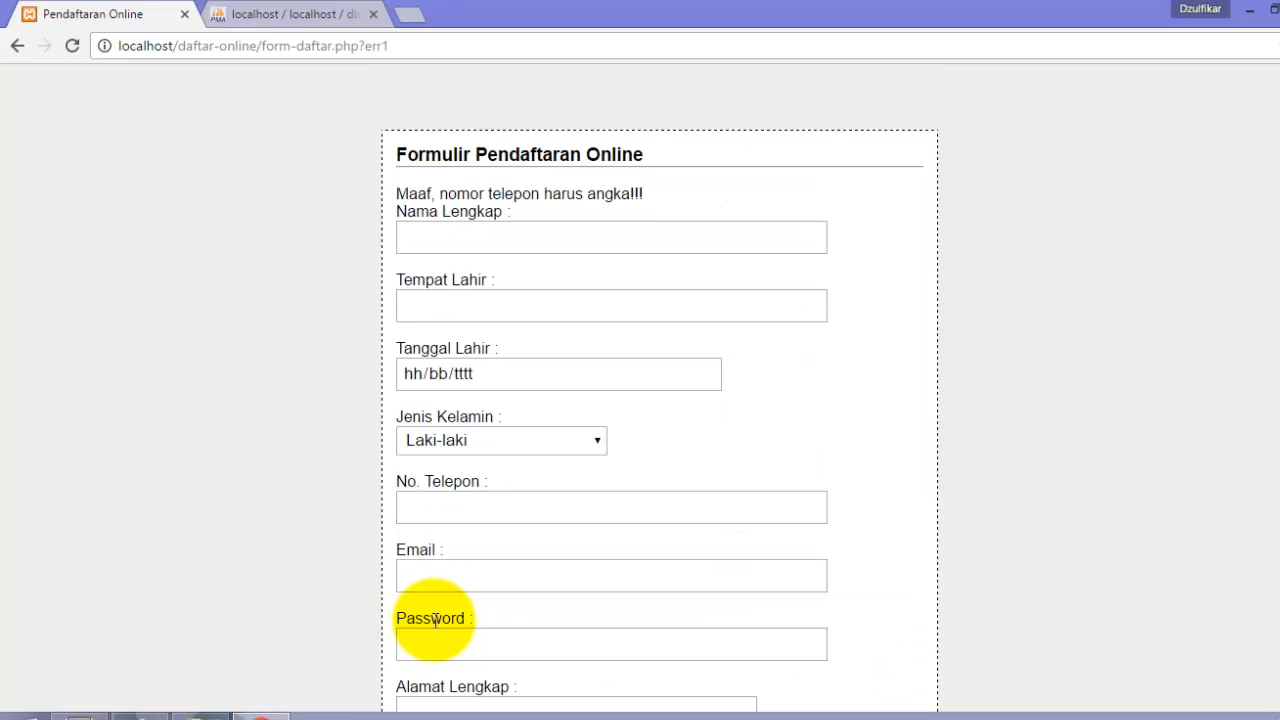 Pendaftaran Online
localhost / localhost / db
Dzulfikar
localhost/daftar-online/form-daftar.php?err1
Formulir Pendaftaran Online
Maaf, nomor telepon harus angka!!!
Nama Lengkap :
Tempat Lahir :
Tanggal Lahir :
hh/bb/tttt
Jenis Kelamin :
Laki-laki
No. Telepon :
Email :
Password :
Alamat Lengkap :